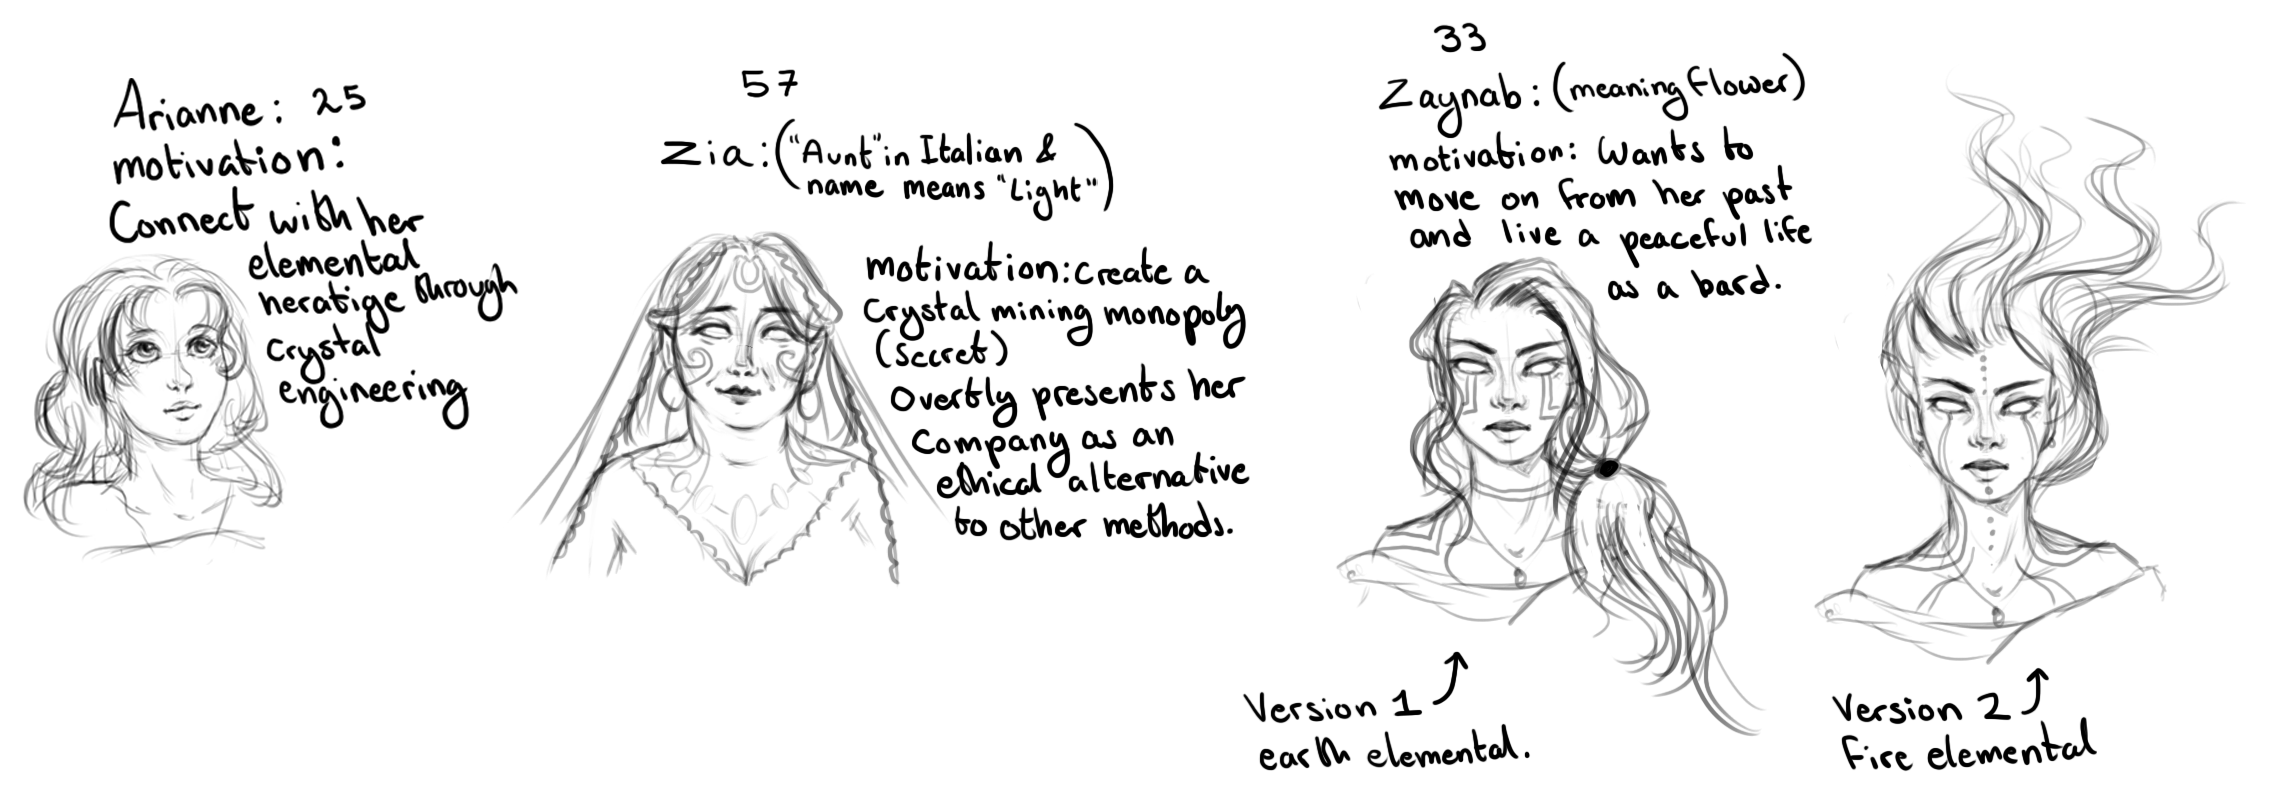 Arianne: 25
motivation:
Connect with her
elemental
heratige through
crystal
engineering
57
Zia: ("Aunt" in Italian &
name means "Light")
motivation: create a
crystal mining monopoly
(secret)
Overtly presents her
company as an
ethical alternative
to other methods.
33
Zaynab: (meaning flower)
motivation: Wants to
move on from her past
and live a peaceful life
as a bard.
Version 1
earth elemental.
Version 2
Fire elemental